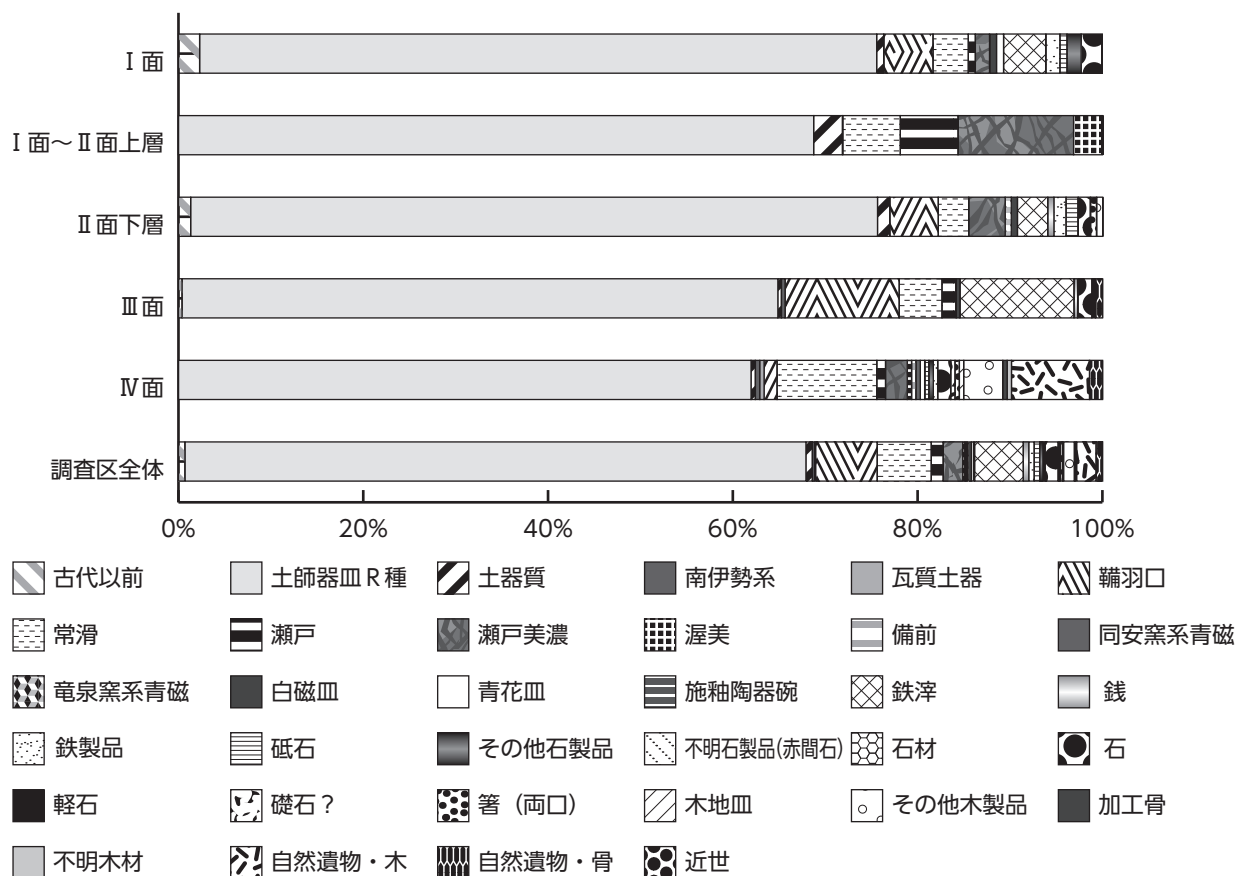 Ⅰ面
Ⅰ面～Ⅱ面上層
Ⅱ面下層
Ⅲ面
Ⅳ面
調査区全体
0% 20% 40% 60% 80% 100%
古代以前 土師器皿R種 土器質 南伊勢系 瓦質土器 鞴羽口
常滑 瀬戸 瀬戸美濃 渥美 備前 同安窯系青磁
竜泉窯系青磁 白磁皿 青花皿 施釉陶器碗 鉄滓 銭
鉄製品 砥石 その他石製品 不明石製品(赤間石) 石材 石
軽石 礎石？ 箸（両口） 木地皿 その他木製品 加工骨
不明木材 自然遺物・木 自然遺物・骨 近世